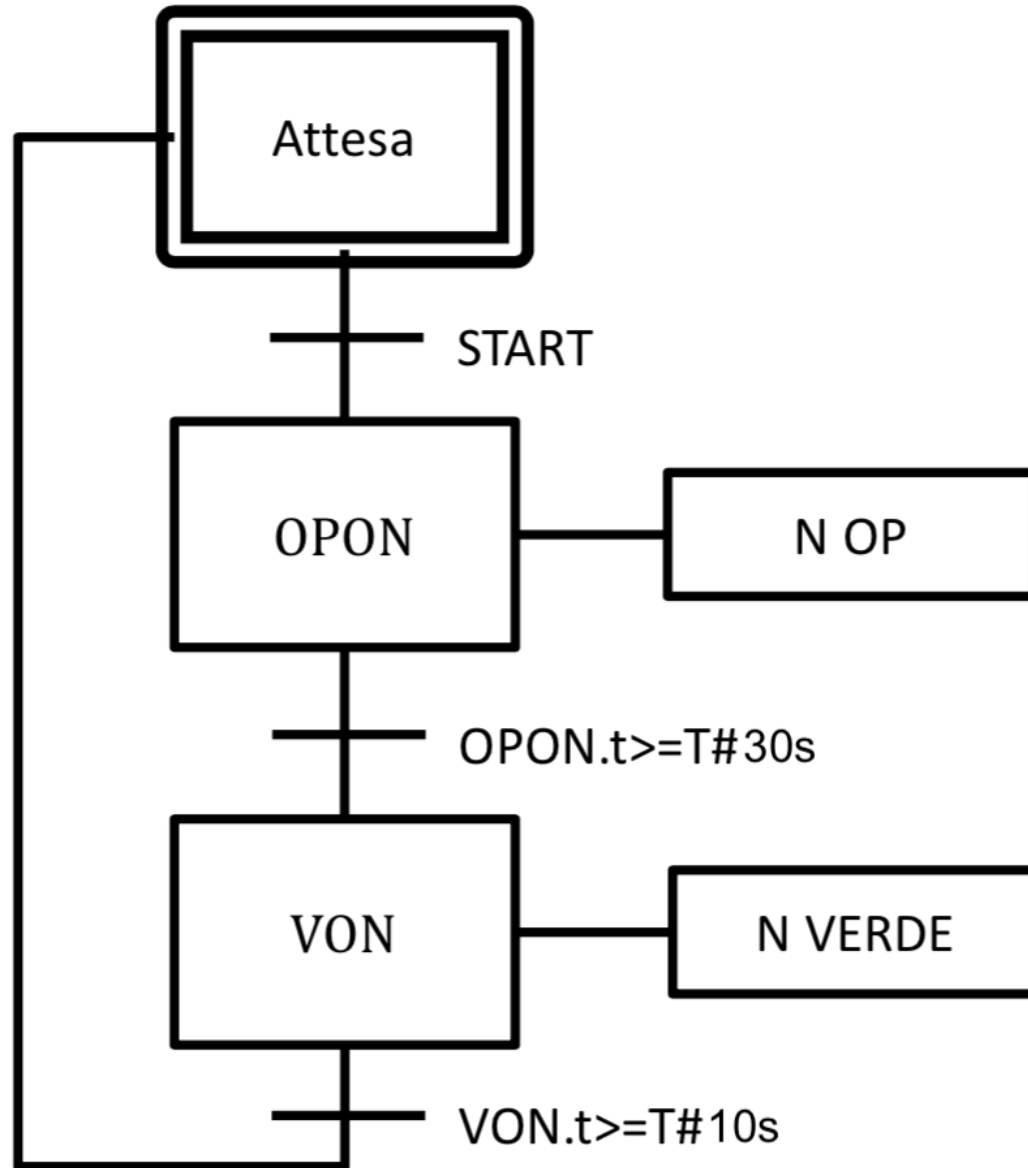 Attesa
START
OPON
N OP
OPON.t>=T#30s
VON
N VERDE
VON.t>=T#10s